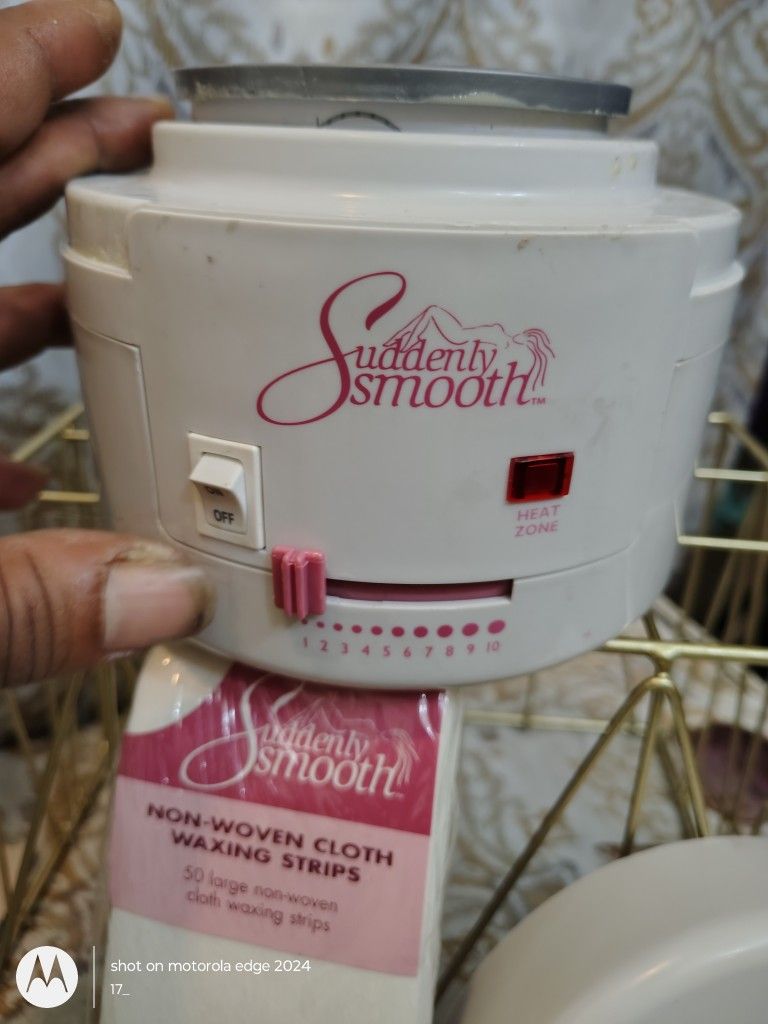 Suddenly
smooth™
ON
OFF
HEAT
ZONE
1 2 3 4 5 6 7 8 9 10
Suddenly
smooth
NON-WOVEN CLOTH
WAXING STRIPS
50 large non-woven
cloth waxing strips
shot on motorola edge 2024
17_